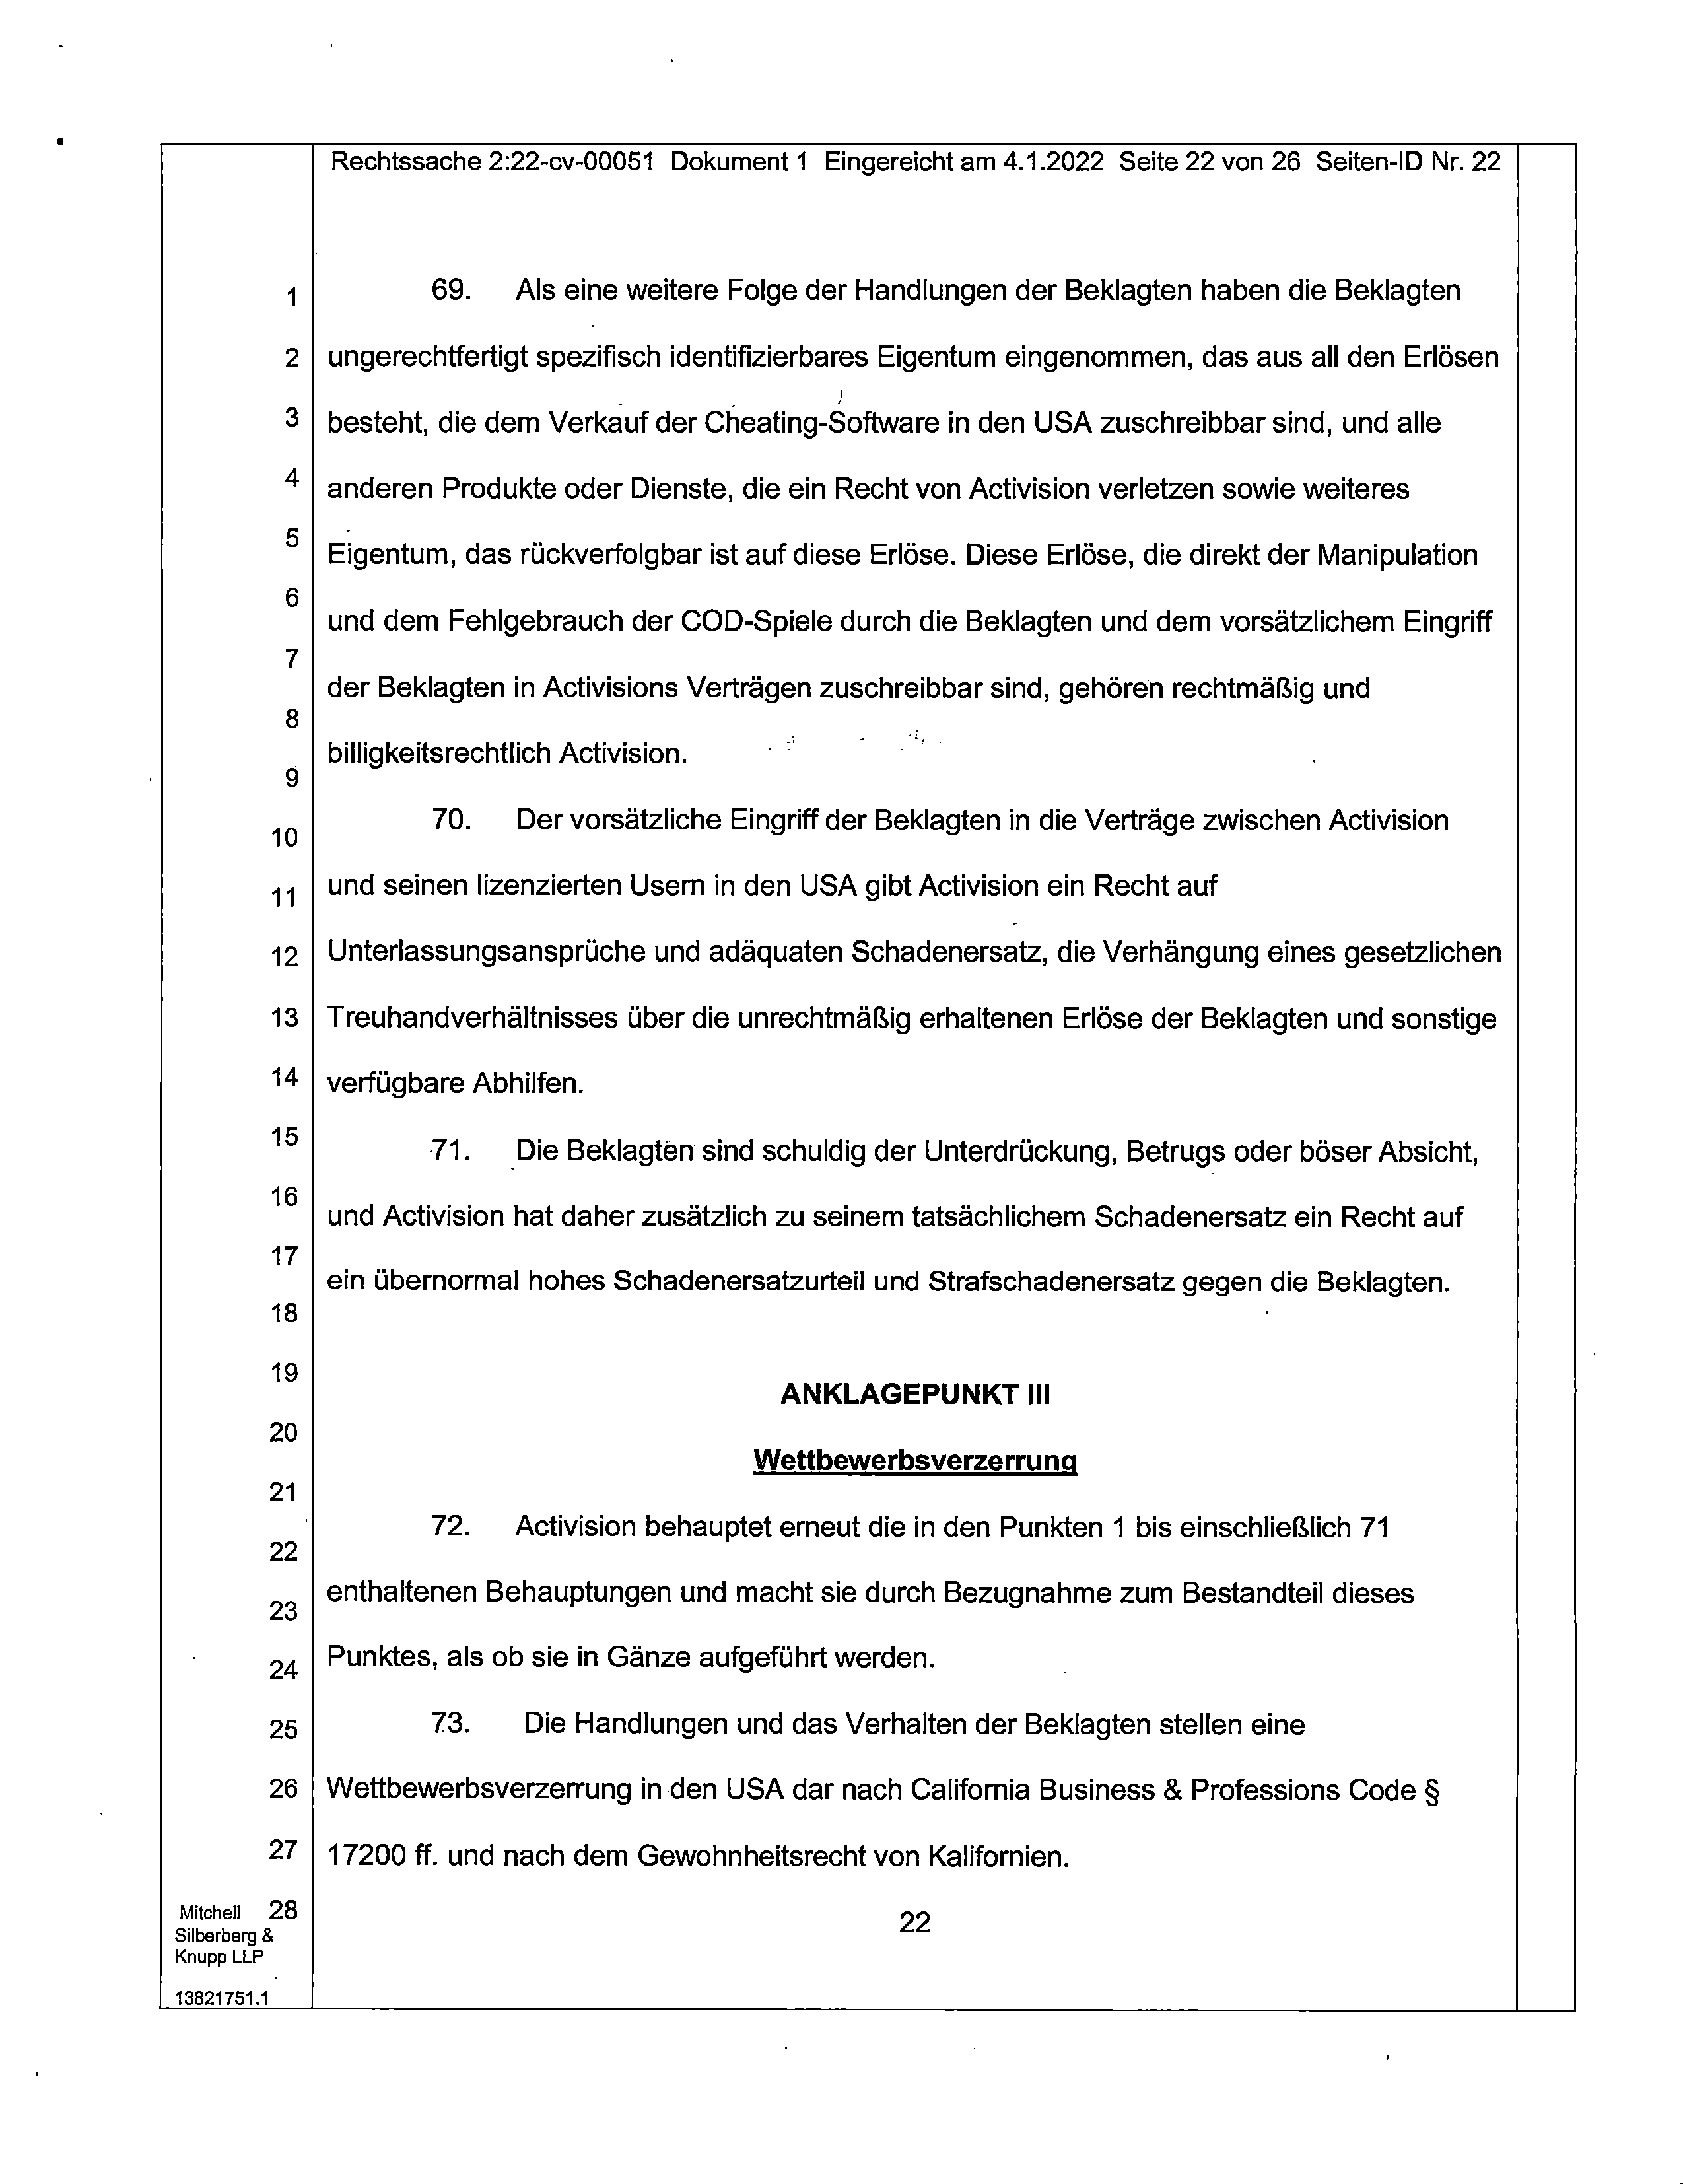 Rechtssache 2:22-cv-00051 Dokument 1 Eingereicht am 4.1.2022 Seite 22 von 26 Seiten-ID Nr. 22
1
2
3
4
5
6
7
8
9
10
11
12
13
14
15
16
17
18
19
20
21
22
23
24
25
26
27
28
69. Als eine weitere Folge der Handlungen der Beklagten haben die Beklagten
ungerechtfertigt spezifisch identifizierbares Eigentum eingenommen, das aus all den Erlösen
besteht, die dem Verkauf der Cheating-Software in den USA zuschreibbar sind, und alle
anderen Produkte oder Dienste, die ein Recht von Activision verletzen sowie weiteres
Eigentum, das rückverfolgbar ist auf diese Erlöse. Diese Erlöse, die direkt der Manipulation
und dem Fehlgebrauch der COD-Spiele durch die Beklagten und dem vorsätzlichem Eingriff
der Beklagten in Activisions Verträgen zuschreibbar sind, gehören rechtmäßig und
billigkeitsrechtlich Activision.
70. Der vorsätzliche Eingriff der Beklagten in die Verträge zwischen Activision
und seinen lizenzierten Usern in den USA gibt Activision ein Recht auf
Unterlassungsansprüche und adäquaten Schadenersatz, die Verhängung eines gesetzlichen
Treuhandverhältnisses über die unrechtmäßig erhaltenen Erlöse der Beklagten und sonstige
verfügbare Abhilfen.
71. Die Beklagten sind schuldig der Unterdrückung, Betrugs oder böser Absicht,
und Activision hat daher zusätzlich zu seinem tatsächlichem Schadenersatz ein Recht auf
ein übernormal hohes Schadenersatzurteil und Strafschadenersatz gegen die Beklagten.
ANKLAGEPUNKT III
Wettbewerbsverzerrung
72. Activision behauptet erneut die in den Punkten 1 bis einschließlich 71
enthaltenen Behauptungen und macht sie durch Bezugnahme zum Bestandteil dieses
Punktes, als ob sie in Gänze aufgeführt werden.
73. Die Handlungen und das Verhalten der Beklagten stellen eine
Wettbewerbsverzerrung in den USA dar nach California Business & Professions Code §
17200 ff. und nach dem Gewohnheitsrecht von Kalifornien.
22
Mitchell
Silberberg &
Knupp LLP
13821751.1